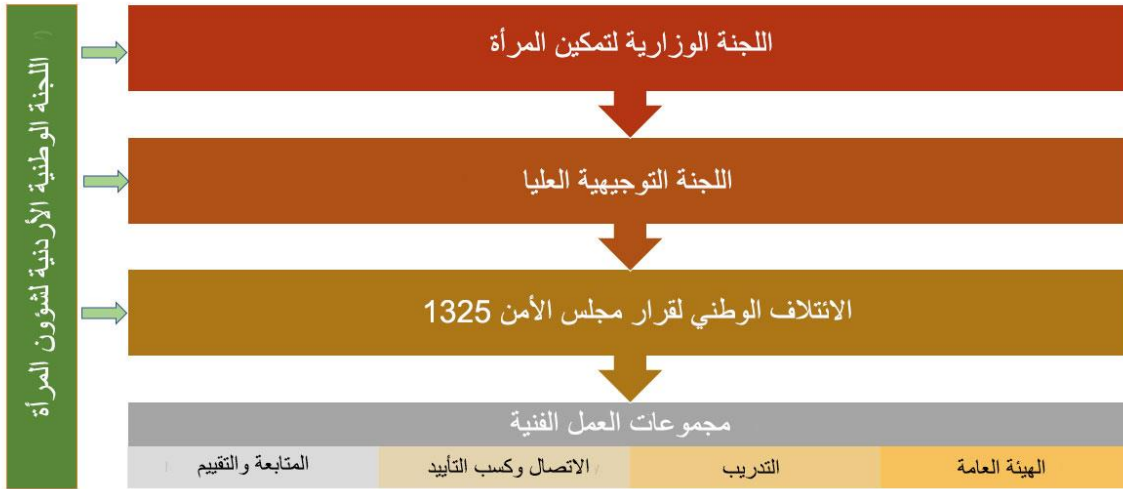 اللجنة الوطنية الأردنية لشؤون المرأة
اللجنة الوزارية لتمكين المرأة
اللجنة التوجيهية العليا
الائتلاف الوطني لقرار مجلس الأمن 1325
مجموعات العمل الفنية
الهيئة العامة
التدريب
الاتصال وكسب التأييد
المتابعة والتقييم